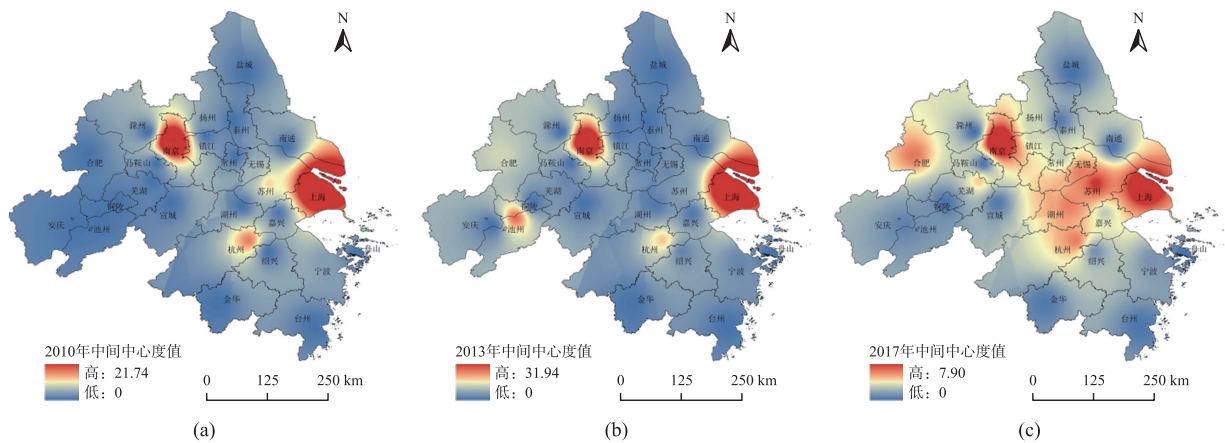 N
盐城
扬州
滁州
泰州
南京
镇江
南通
合肥
马鞍山
常州
无锡
芜湖
苏州
上海
铜陵
宣城
湖州
嘉兴
安庆
池州
杭州
舟山
绍兴
宁波
金华
台州
2010年中间中心度值
高：21.74
低：0
0 125 250 km
(a)
N
盐城
扬州
滁州
泰州
南京
镇江
南通
合肥
马鞍山
常州
无锡
芜湖
苏州
上海
铜陵
宣城
湖州
嘉兴
安庆
池州
杭州
舟山
绍兴
宁波
金华
台州
2013年中间中心度值
高：31.94
低：0
0 125 250 km
(b)
N
盐城
扬州
滁州
泰州
南京
镇江
南通
合肥
马鞍山
常州
无锡
芜湖
苏州
上海
铜陵
宣城
湖州
嘉兴
安庆
池州
杭州
舟山
绍兴
宁波
金华
台州
2017年中间中心度值
高：7.90
低：0
0 125 250 km
(c)